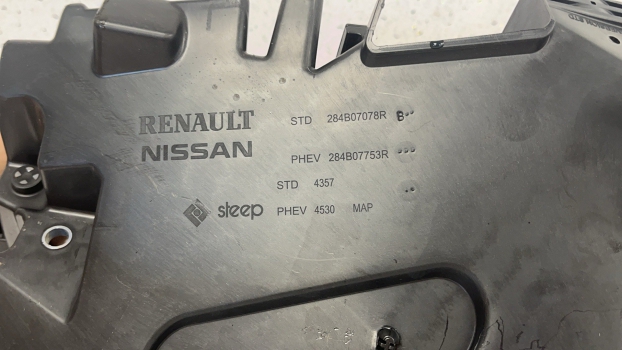 RENAULT STD 284B07078R B••
NISSAN PHEV 284B07753R •••
STD 4357 ••
steep PHEV 4530 MAP